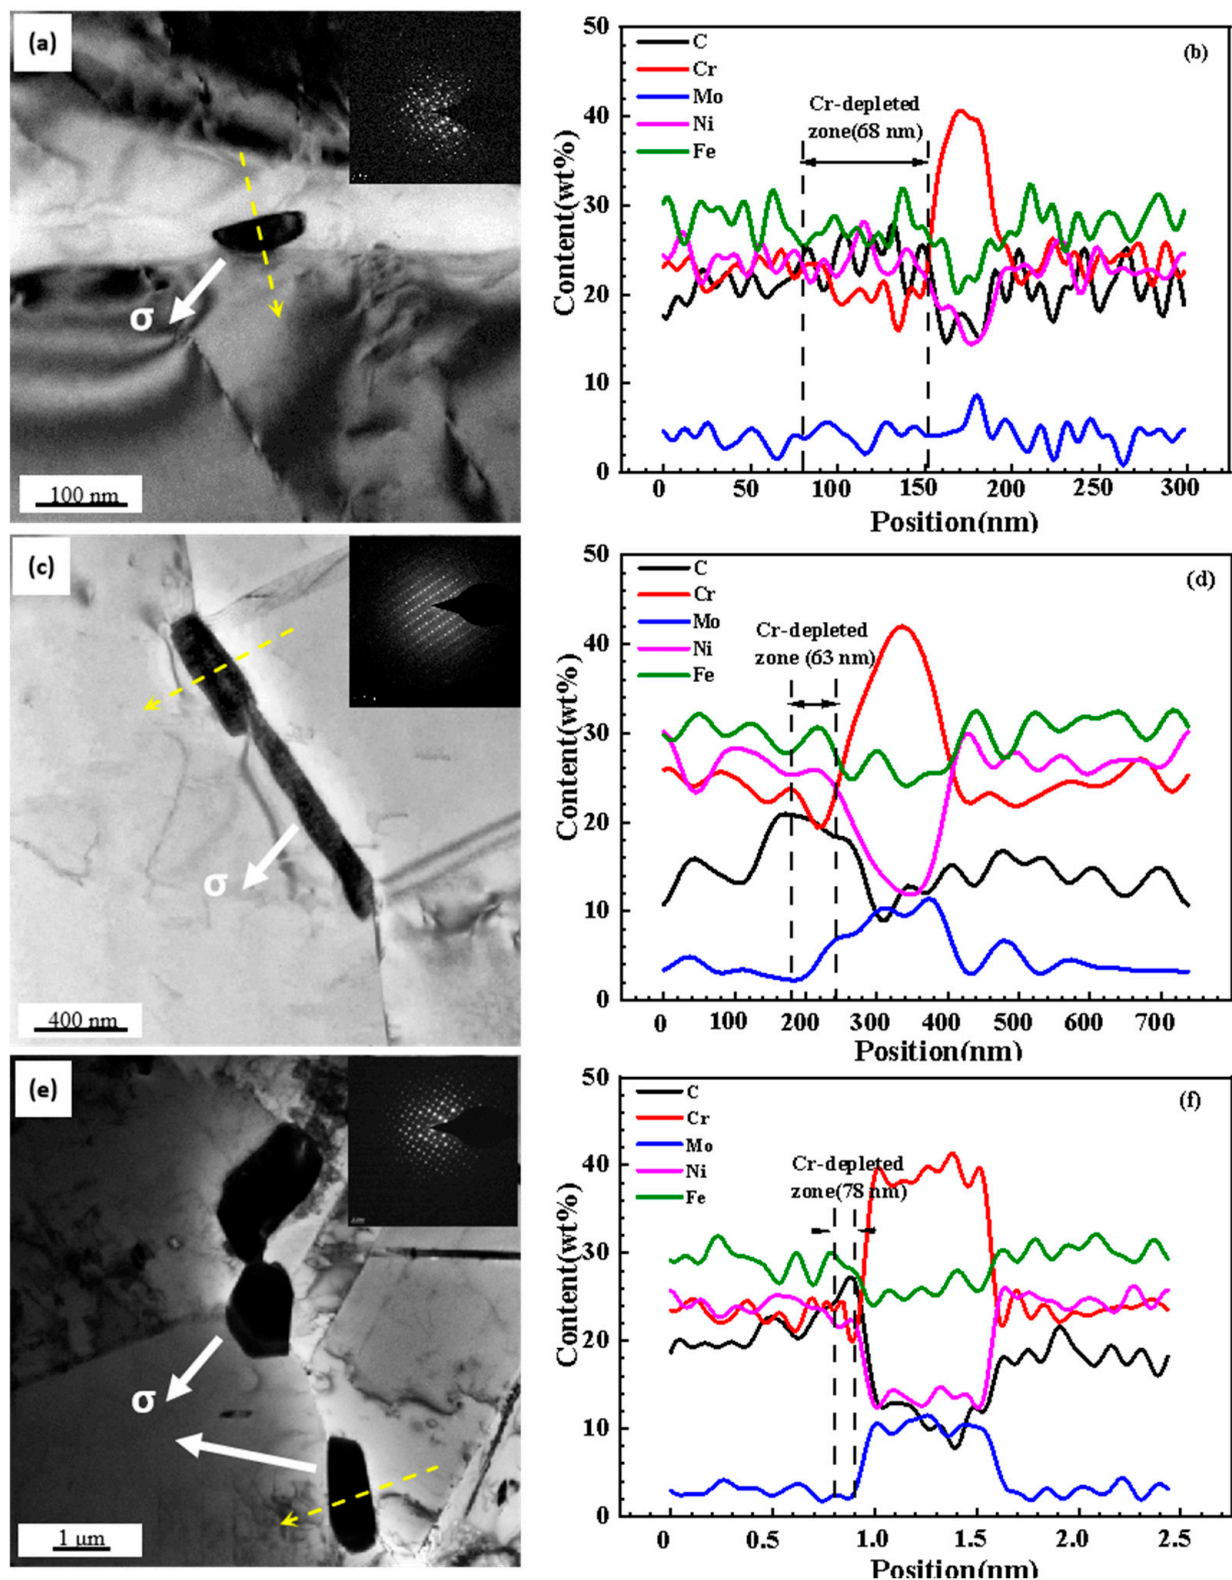 (a)
σ
100 nm
(b)
C
Cr
Mo
Ni
Fe
Cr-depleted
zone(68 nm)
Content(wt%)
50
40
30
20
10
0
0 50 100 150 200 250 300
Position(nm)
(c)
σ
400 nm
(d)
C
Cr
Mo
Ni
Fe
Cr-depleted
zone (63 nm)
Content(wt%)
50
40
30
20
10
0
0 100 200 300 400 500 600 700
Position(nm)
(e)
σ
1 μm
(f)
C
Cr
Mo
Ni
Fe
Cr-depleted
zone(78 nm)
Content(wt%)
50
40
30
20
10
0
0 0.5 1.0 1.5 2.0 2.5
Position(nm)